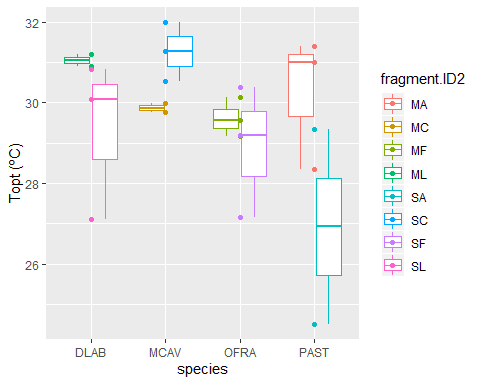 32
30
28
26
Topt (°C)
DLAB MCAV OFRA PAST
species
fragment.ID2
MA
MC
MF
ML
SA
SC
SF
SL